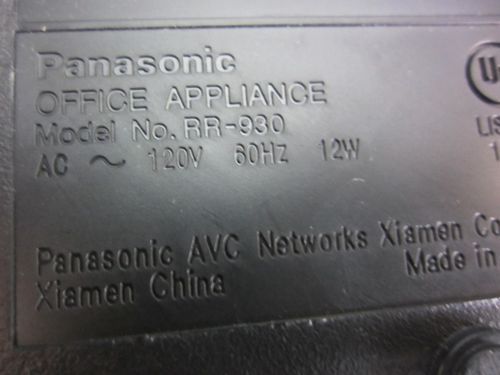 Panasonic
OFFICE APPLIANCE
Model No. RR-930
AC ~ 120V 60Hz 12W
Panasonic AVC Networks Xiamen Co
Xiamen China
Made in